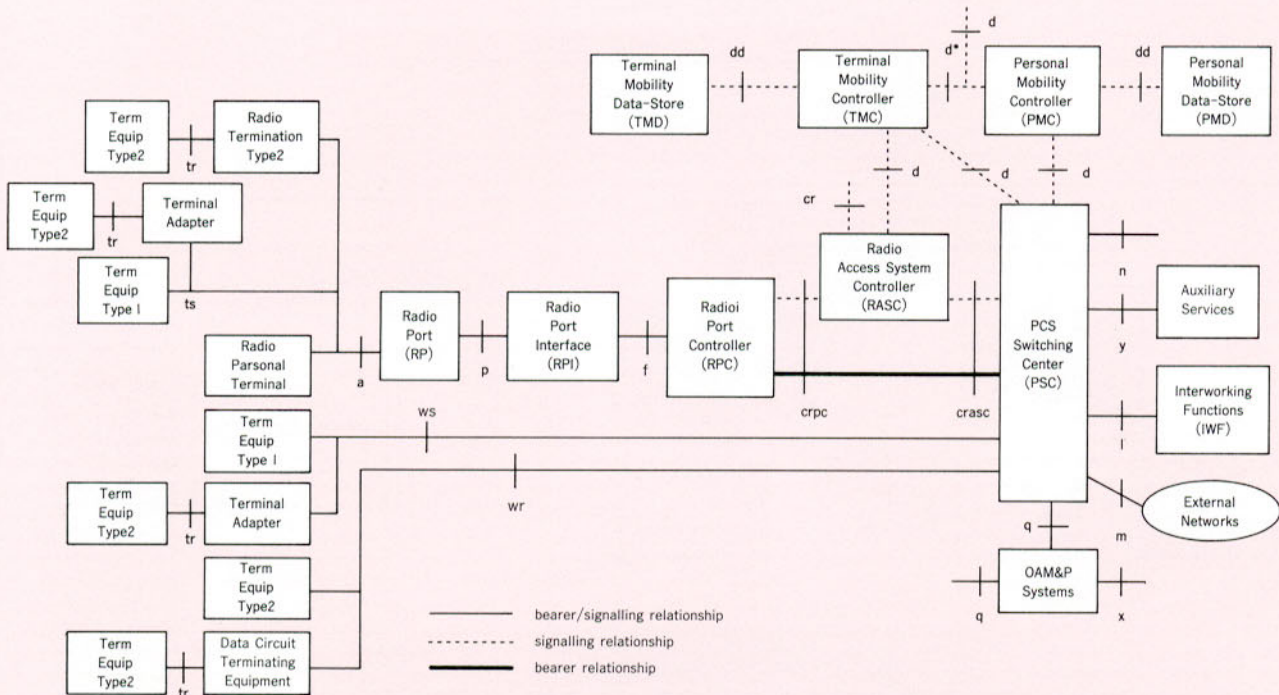 d
Terminal
Mobility
Data-Store
(TMD)
dd
Terminal
Mobility
Controller
(TMC)
d*
Personal
Mobility
Controller
(PMC)
dd
Personal
Mobility
Data-Store
(PMD)
Term
Equip
Type2
tr
Radio
Termination
Type2
d
d
d
Term
Equip
Type2
tr
Terminal
Adapter
cr
Term
Equip
Type I
ts
Radio
Access System
Controller
(RASC)
n
Radio
Parsonal
Terminal
a
Radio
Port
(RP)
p
Radio
Port
Interface
(RPI)
f
Radioi
Port
Controller
(RPC)
crpc
crasc
PCS
Switching
Center
(PSC)
Auxiliary
Services
y
Term
Equip
Type I
ws
Interworking
Functions
(IWF)
l
Term
Equip
Type2
tr
Terminal
Adapter
wr
External
Networks
m
q
Term
Equip
Type2
OAM&P
Systems
q
x
Term
Equip
Type2
tr
Data Circuit
Terminating
Equipment
bearer/signalling relationship
signalling relationship
bearer relationship